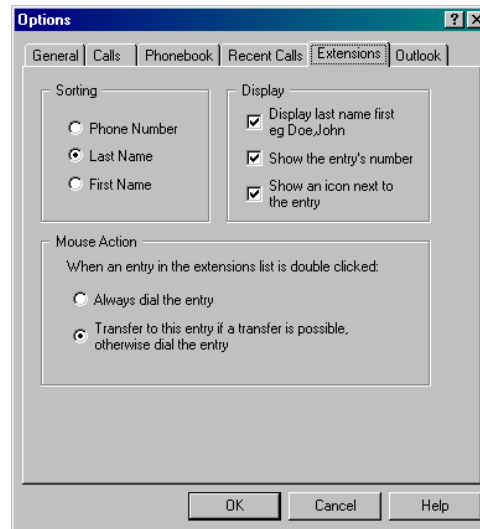 Options
General Calls Phonebook Recent Calls Extensions Outlook
Sorting
Phone Number
Last Name
First Name
Display
Display last name first
eg Doe,John
Show the entry's number
Show an icon next to
the entry
Mouse Action
When an entry in the extensions list is double clicked:
Always dial the entry
Transfer to this entry if a transfer is possible,
otherwise dial the entry
OK Cancel Help